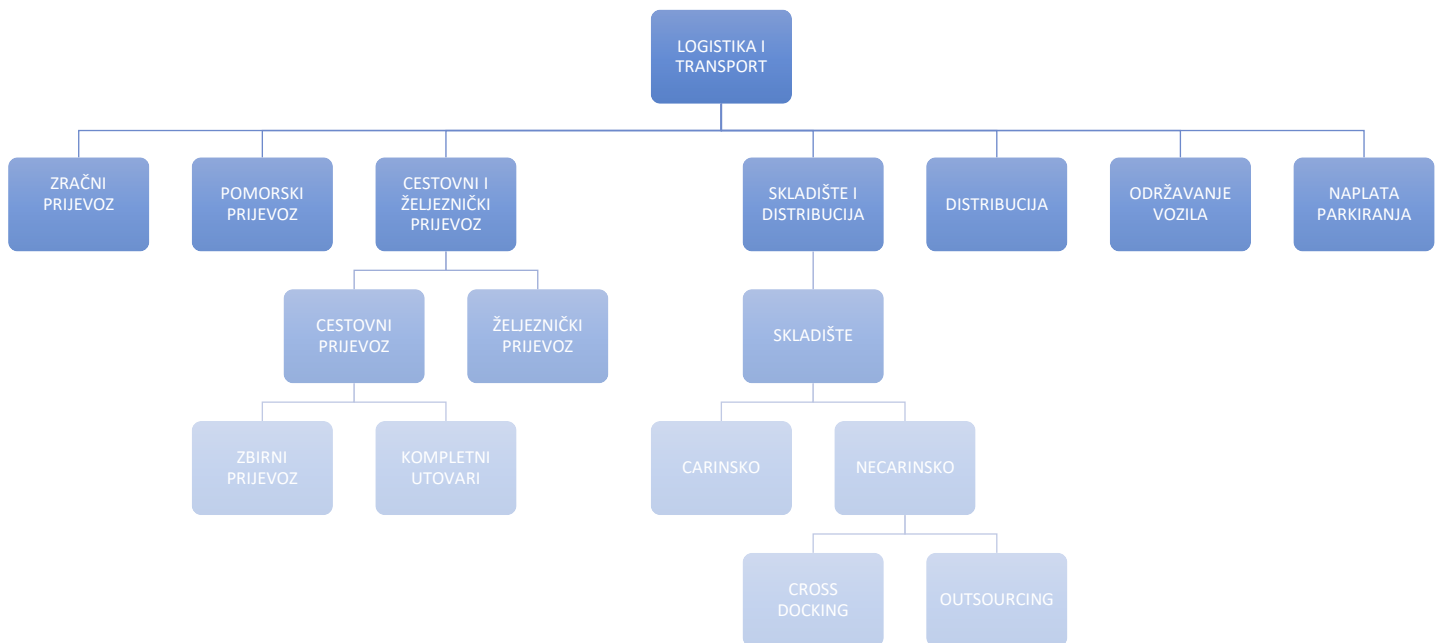 LOGISTIKA I
TRANSPORT
ZRAČNI
PRIJEVOZ
POMORSKI
PRIJEVOZ
CESTOVNI I
ŽELJEZNIČKI
PRIJEVOZ
SKLADIŠTE I
DISTRIBUCIJA
DISTRIBUCIJA
ODRŽAVANJE
VOZILA
NAPLATA
PARKIRANJA
CESTOVNI
PRIJEVOZ
ŽELJEZNIČKI
PRIJEVOZ
SKLADIŠTE
ZBIRNI
PRIJEVOZ
KOMPLETNI
UTOVARI
CARINSKO
NECARINSKO
CROSS
DOCKING
OUTSOURCING